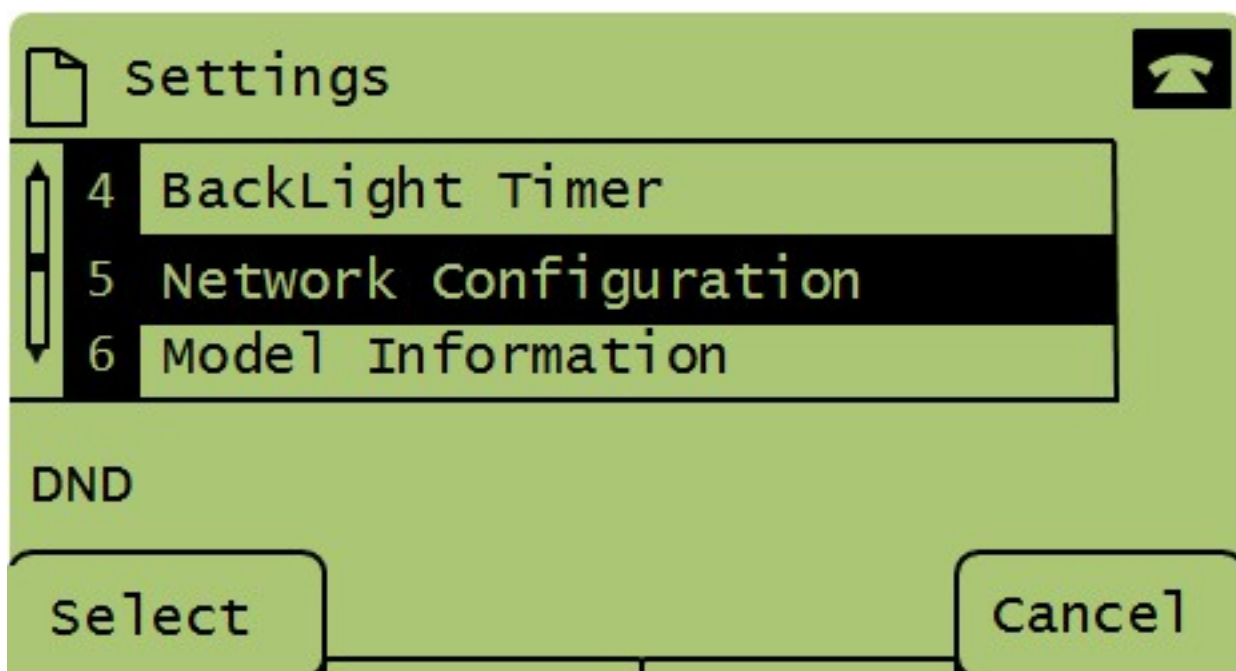 Settings
4 BackLight Timer
5 Network Configuration
6 Model Information
DND
Select Cancel